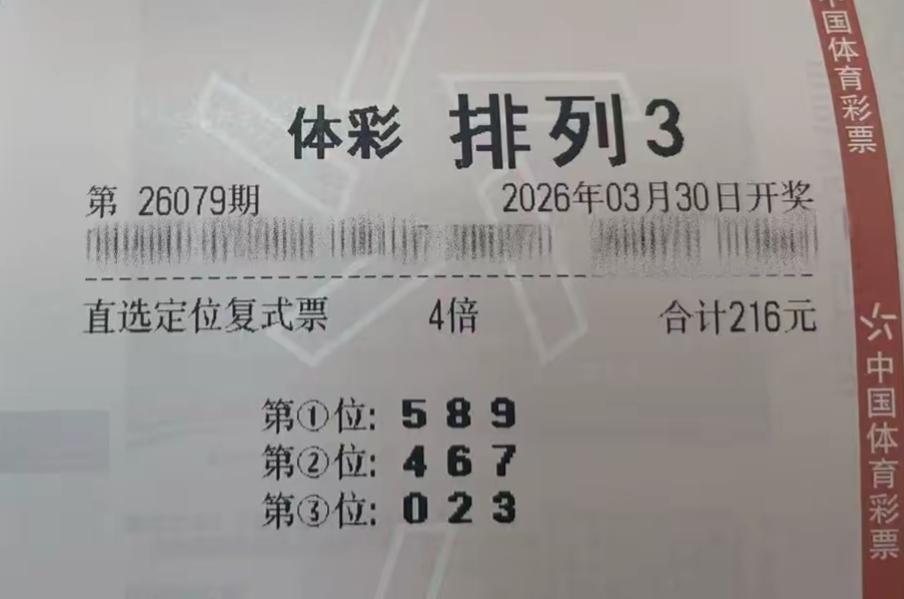 体彩 排列3
第 26079期 2026年03月30日开奖
直选定位复式票 4倍 合计216元
第①位: 5 8 9
第②位: 4 6 7
第③位: 0 2 3
中国体育彩票
中国体育彩票